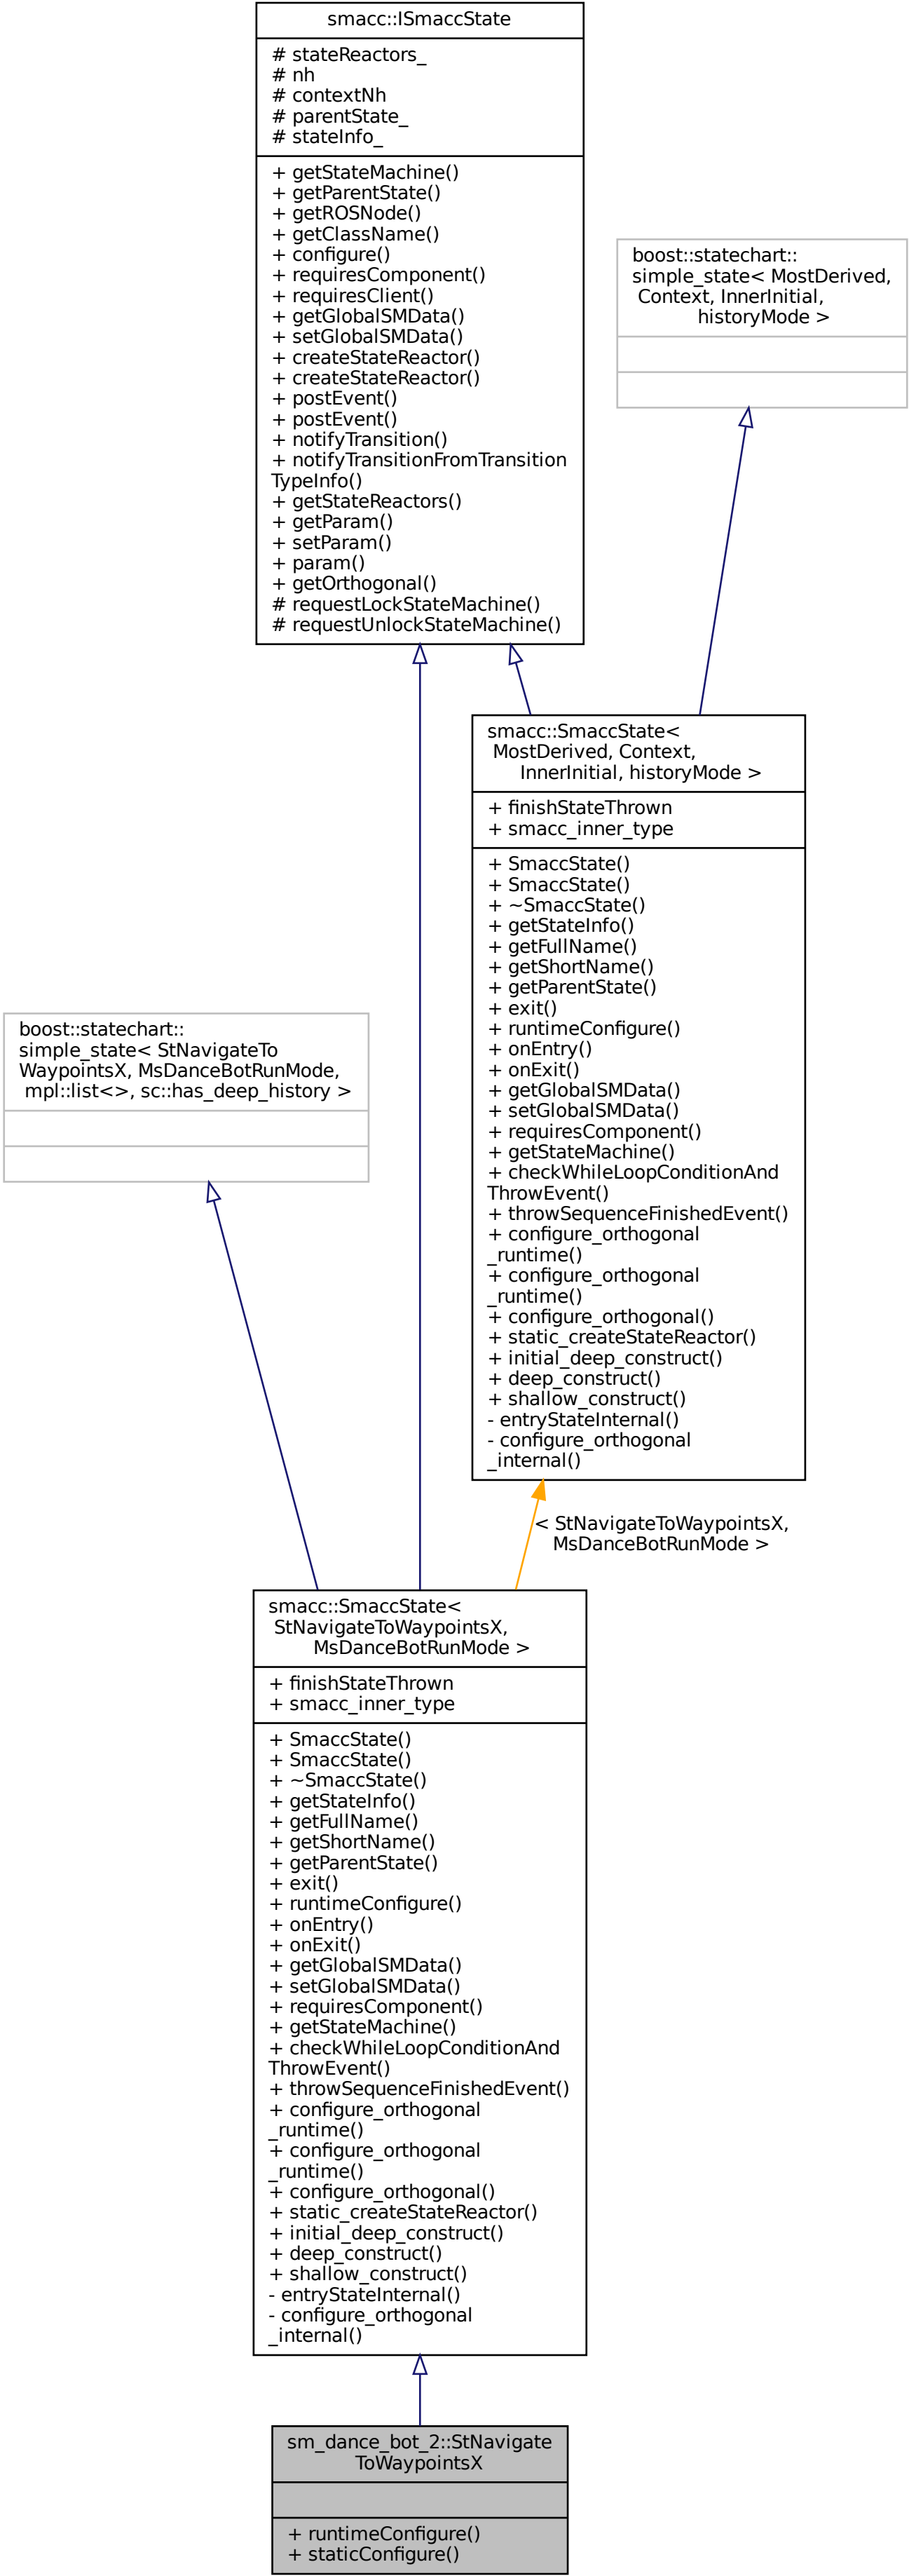 smacc::ISmaccState
# stateReactors_
# nh
# contextNh
# parentState_
# stateInfo_
+ getStateMachine()
+ getParentState()
+ getROSNode()
+ getClassName()
+ configure()
+ requiresComponent()
+ requiresClient()
+ getGlobalSMData()
+ setGlobalSMData()
+ createStateReactor()
+ createStateReactor()
+ postEvent()
+ postEvent()
+ notifyTransition()
+ notifyTransitionFromTransition
TypeInfo()
+ getStateReactors()
+ getParam()
+ setParam()
+ param()
+ getOrthogonal()
# requestLockStateMachine()
# requestUnlockStateMachine()
boost::statechart::
simple_state< MostDerived,
Context, InnerInitial,
historyMode >
smacc::SmaccState<
MostDerived, Context,
InnerInitial, historyMode >
+ finishStateThrown
+ smacc_inner_type
+ SmaccState()
+ SmaccState()
+ ~SmaccState()
+ getStateInfo()
+ getFullName()
+ getShortName()
+ getParentState()
+ exit()
+ runtimeConfigure()
+ onEntry()
+ onExit()
+ getGlobalSMData()
+ setGlobalSMData()
+ requiresComponent()
+ getStateMachine()
+ checkWhileLoopConditionAnd
ThrowEvent()
+ throwSequenceFinishedEvent()
+ configure_orthogonal
_runtime()
+ configure_orthogonal
_runtime()
+ configure_orthogonal()
+ static_createStateReactor()
+ initial_deep_construct()
+ deep_construct()
+ shallow_construct()
- entryStateInternal()
- configure_orthogonal
_internal()
boost::statechart::
simple_state< StNavigateTo
WaypointsX, MsDanceBotRunMode,
mpl::list<>, sc::has_deep_history >
< StNavigateToWaypointsX,
MsDanceBotRunMode >
smacc::SmaccState<
StNavigateToWaypointsX,
MsDanceBotRunMode >
+ finishStateThrown
+ smacc_inner_type
+ SmaccState()
+ SmaccState()
+ ~SmaccState()
+ getStateInfo()
+ getFullName()
+ getShortName()
+ getParentState()
+ exit()
+ runtimeConfigure()
+ onEntry()
+ onExit()
+ getGlobalSMData()
+ setGlobalSMData()
+ requiresComponent()
+ getStateMachine()
+ checkWhileLoopConditionAnd
ThrowEvent()
+ throwSequenceFinishedEvent()
+ configure_orthogonal
_runtime()
+ configure_orthogonal
_runtime()
+ configure_orthogonal()
+ static_createStateReactor()
+ initial_deep_construct()
+ deep_construct()
+ shallow_construct()
- entryStateInternal()
- configure_orthogonal
_internal()
sm_dance_bot_2::StNavigate
ToWaypointsX
+ runtimeConfigure()
+ staticConfigure()